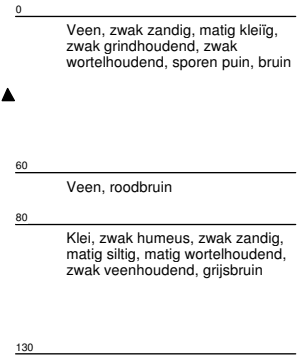 0
Veen, zwak zandig, matig kleiïg,
zwak grindhoudend, zwak
wortelhoudend, sporen puin, bruin
60
Veen, roodbruin
80
Klei, zwak humeus, zwak zandig,
matig siltig, matig wortelhoudend,
zwak veenhoudend, grijsbruin
130